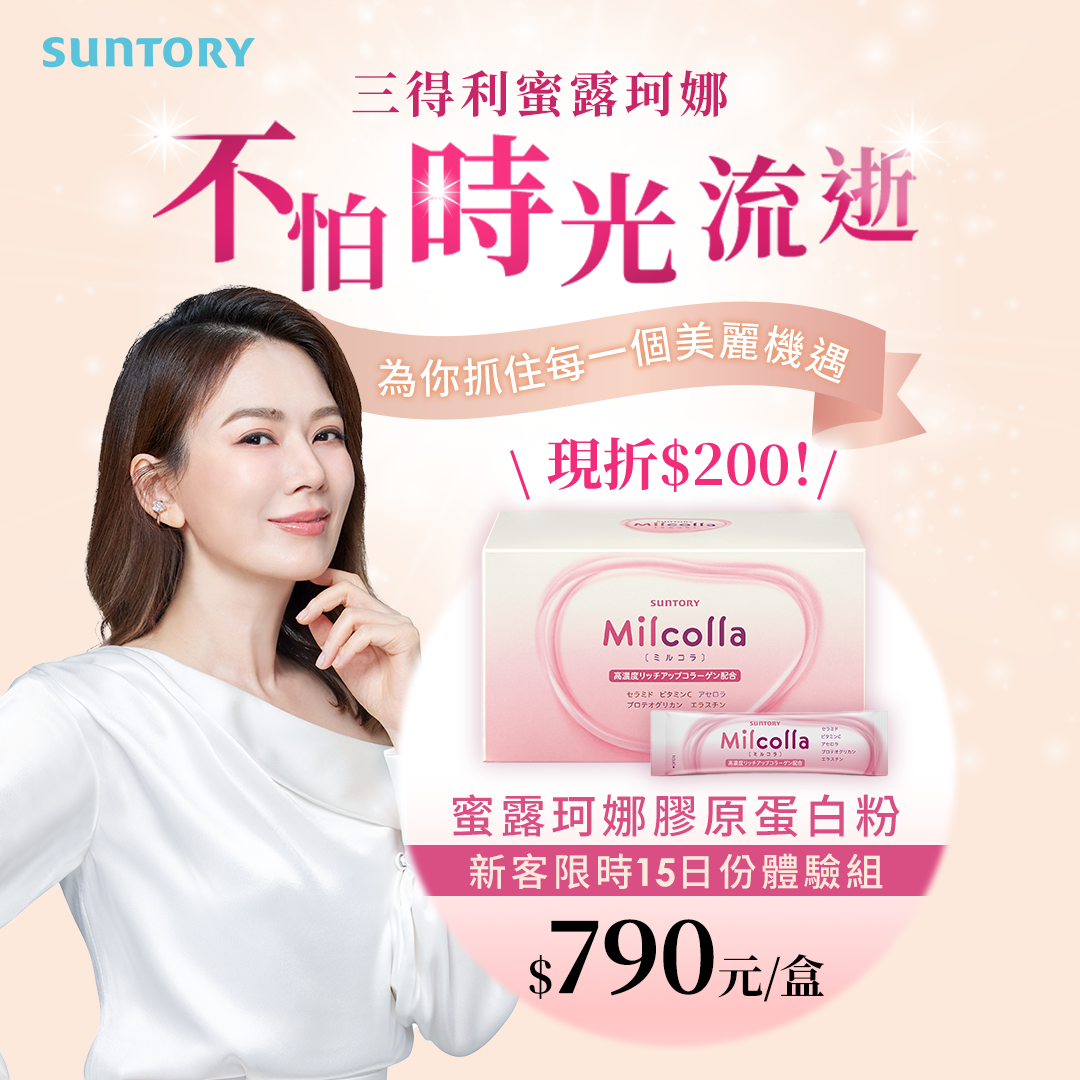 SUNTORY
三得利蜜露珂娜
不怕時光流逝
為你抓住每一個美麗機遇
\ 現折$200! /
SUNTORY
Milcolla
SUNTORY
Milcolla
〔ミルコラ〕
高濃度リッチアップコラーゲン配合
セラミド ビタミンC アセロラ
プロテオグリカン エラスチン
SUNTORY
Milcolla
〔ミルコラ〕
高濃度リッチアップコラーゲン配合
セラミド
ビタミンC
アセロラ
プロテオグリカン
エラスチン
蜜露珂娜膠原蛋白粉
新客限時15日份體驗組
$790元/盒